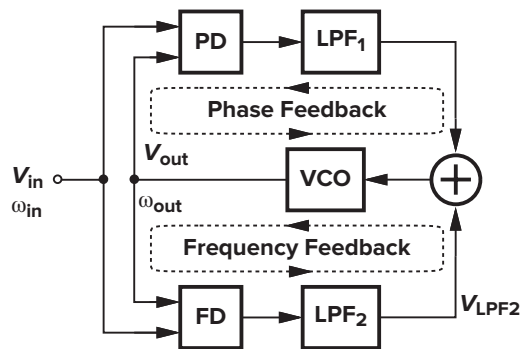 PD
LPF1
Phase Feedback
Vout
Vin
ωin
ωout
VCO
+
Frequency Feedback
FD
LPF2
VLPF2